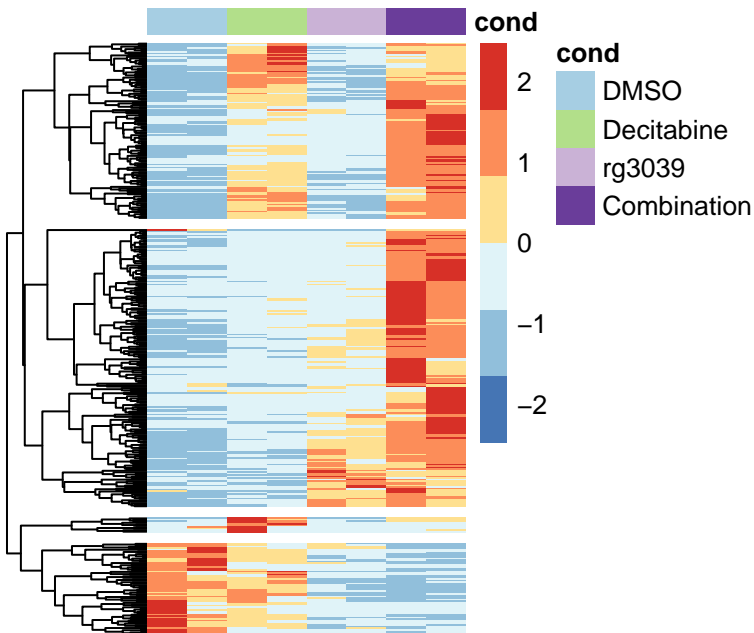 cond
2
1
0
−1
−2
cond
DMSO
Decitabine
rg3039
Combination